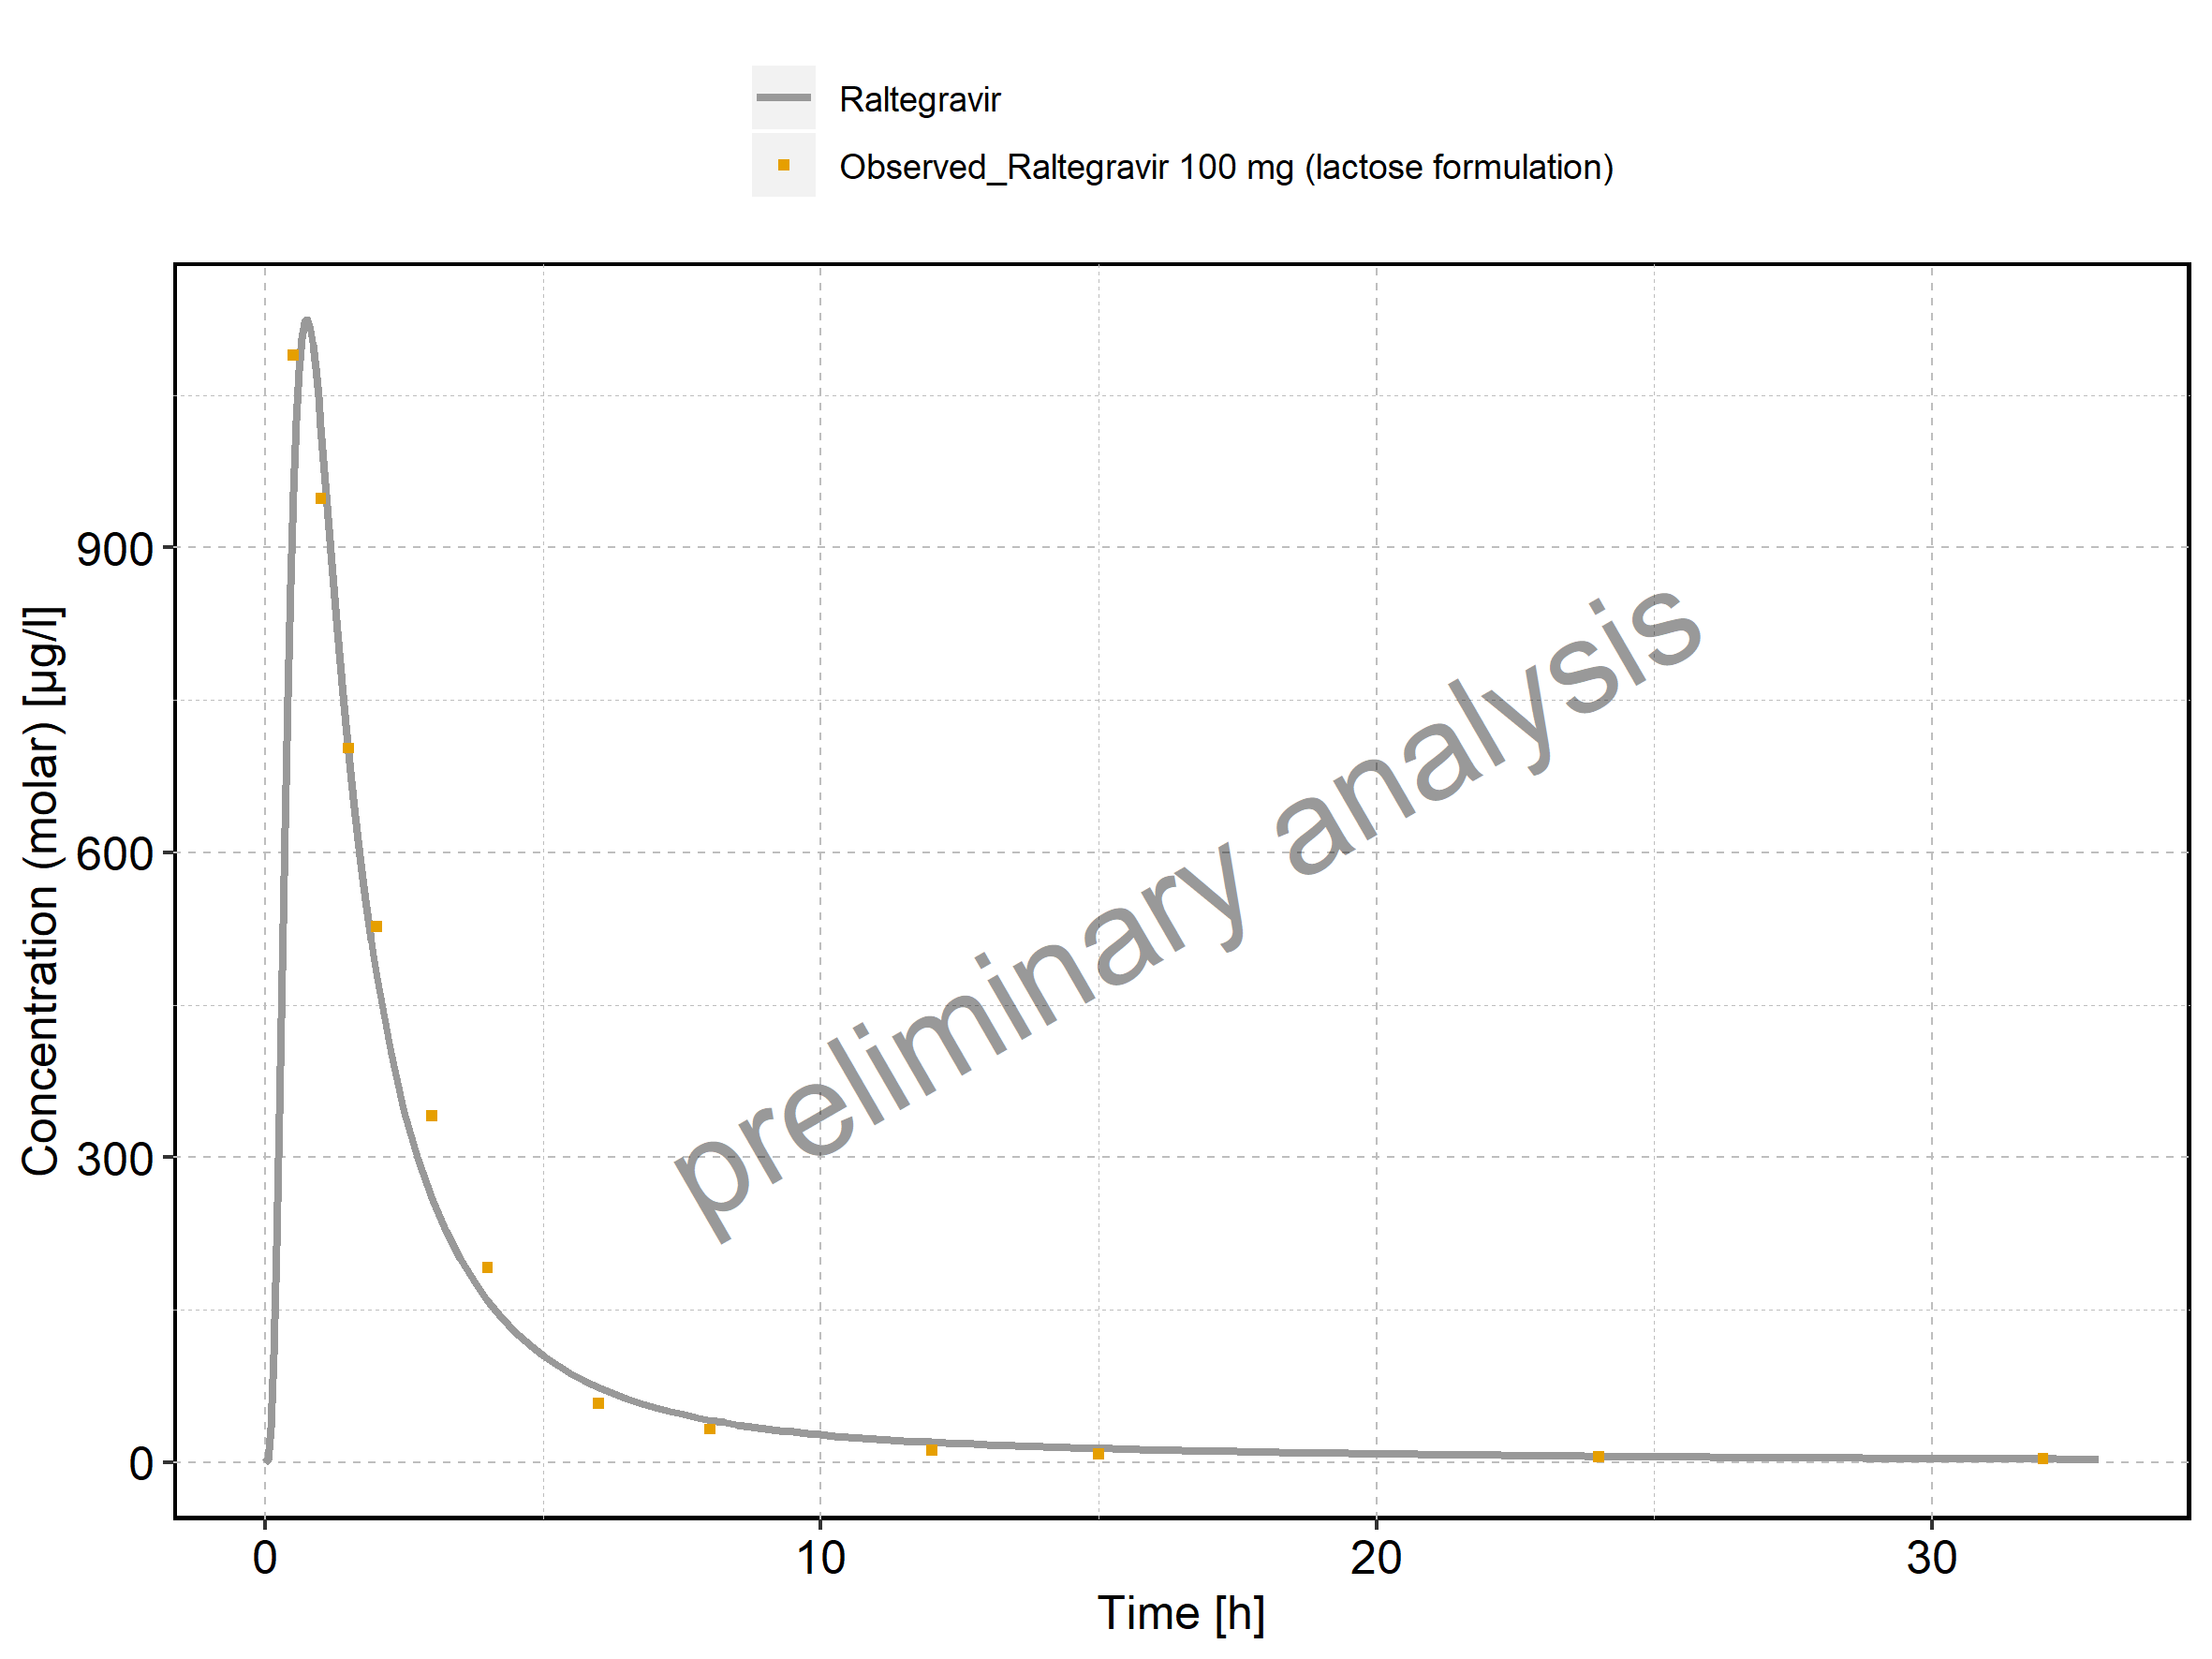 Raltegravir
Observed_Raltegravir 100 mg (lactose formulation)
Concentration (molar) [µg/l]
900
600
300
0
preliminary analysis
0 10 20 30
Time [h]